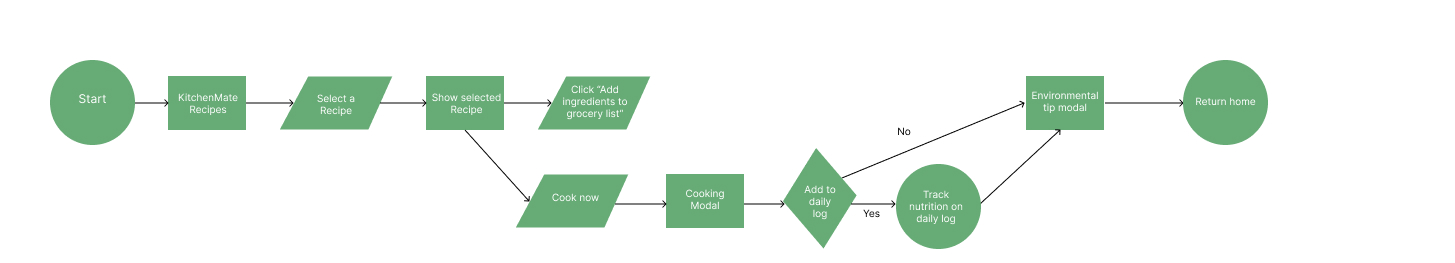 Start
KitchenMate
Recipes
Select a
Recipe
Show selected
Recipe
Click “Add
ingredients to
grocery list”
Cook now
Cooking
Modal
Add to
daily
log
No
Yes
Track
nutrition on
daily log
Environmental
tip modal
Return home